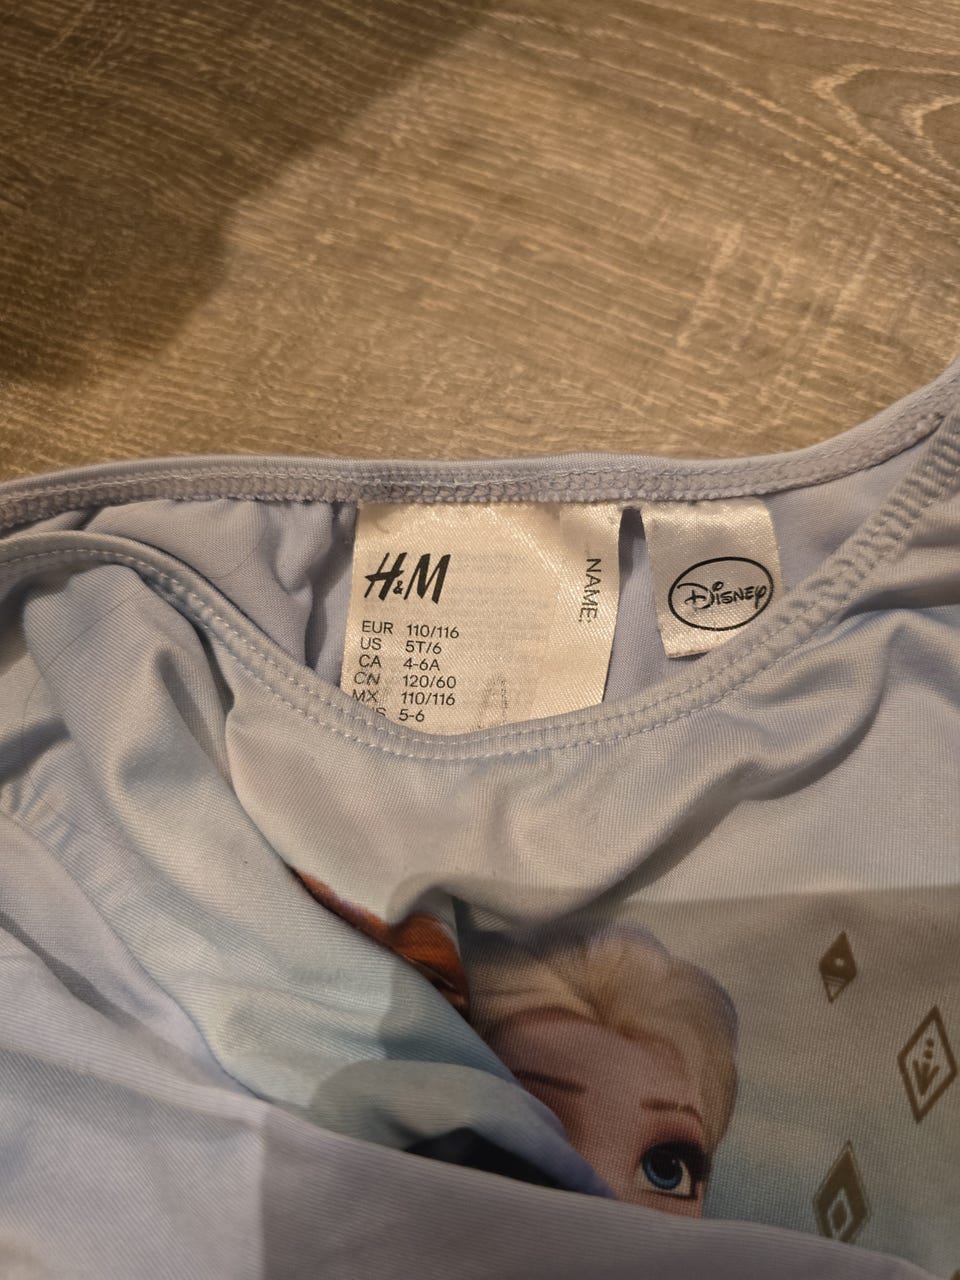 H&M
EUR 110/116
US 5T/6
CA 4-6A
CN 120/60
MX 110/116
5-6
NAME:
Disney